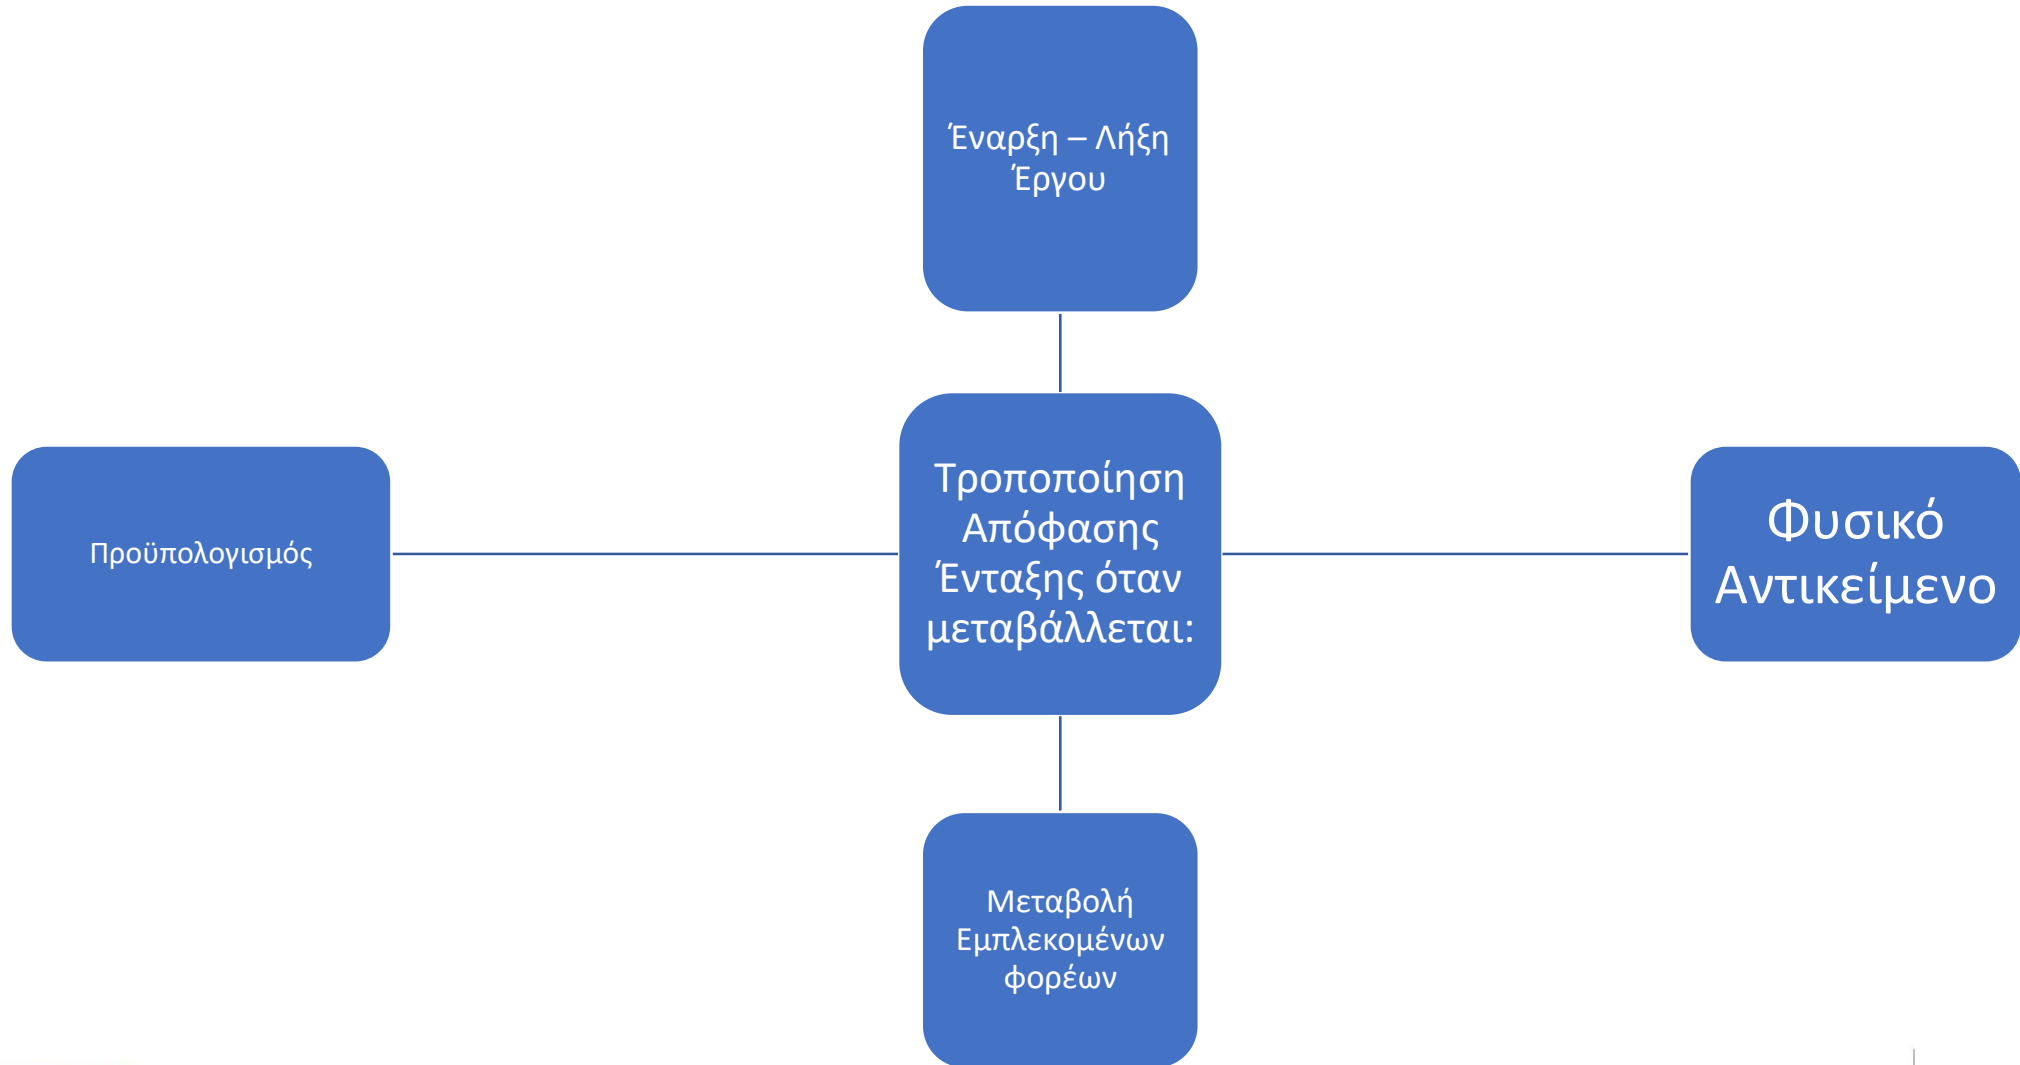 Έναρξη – Λήξη
Έργου
Προϋπολογισμός
Τροποποίηση
Απόφασης
Ένταξης όταν
μεταβάλλεται:
Φυσικό
Αντικείμενο
Μεταβολή
Εμπλεκομένων
φορέων